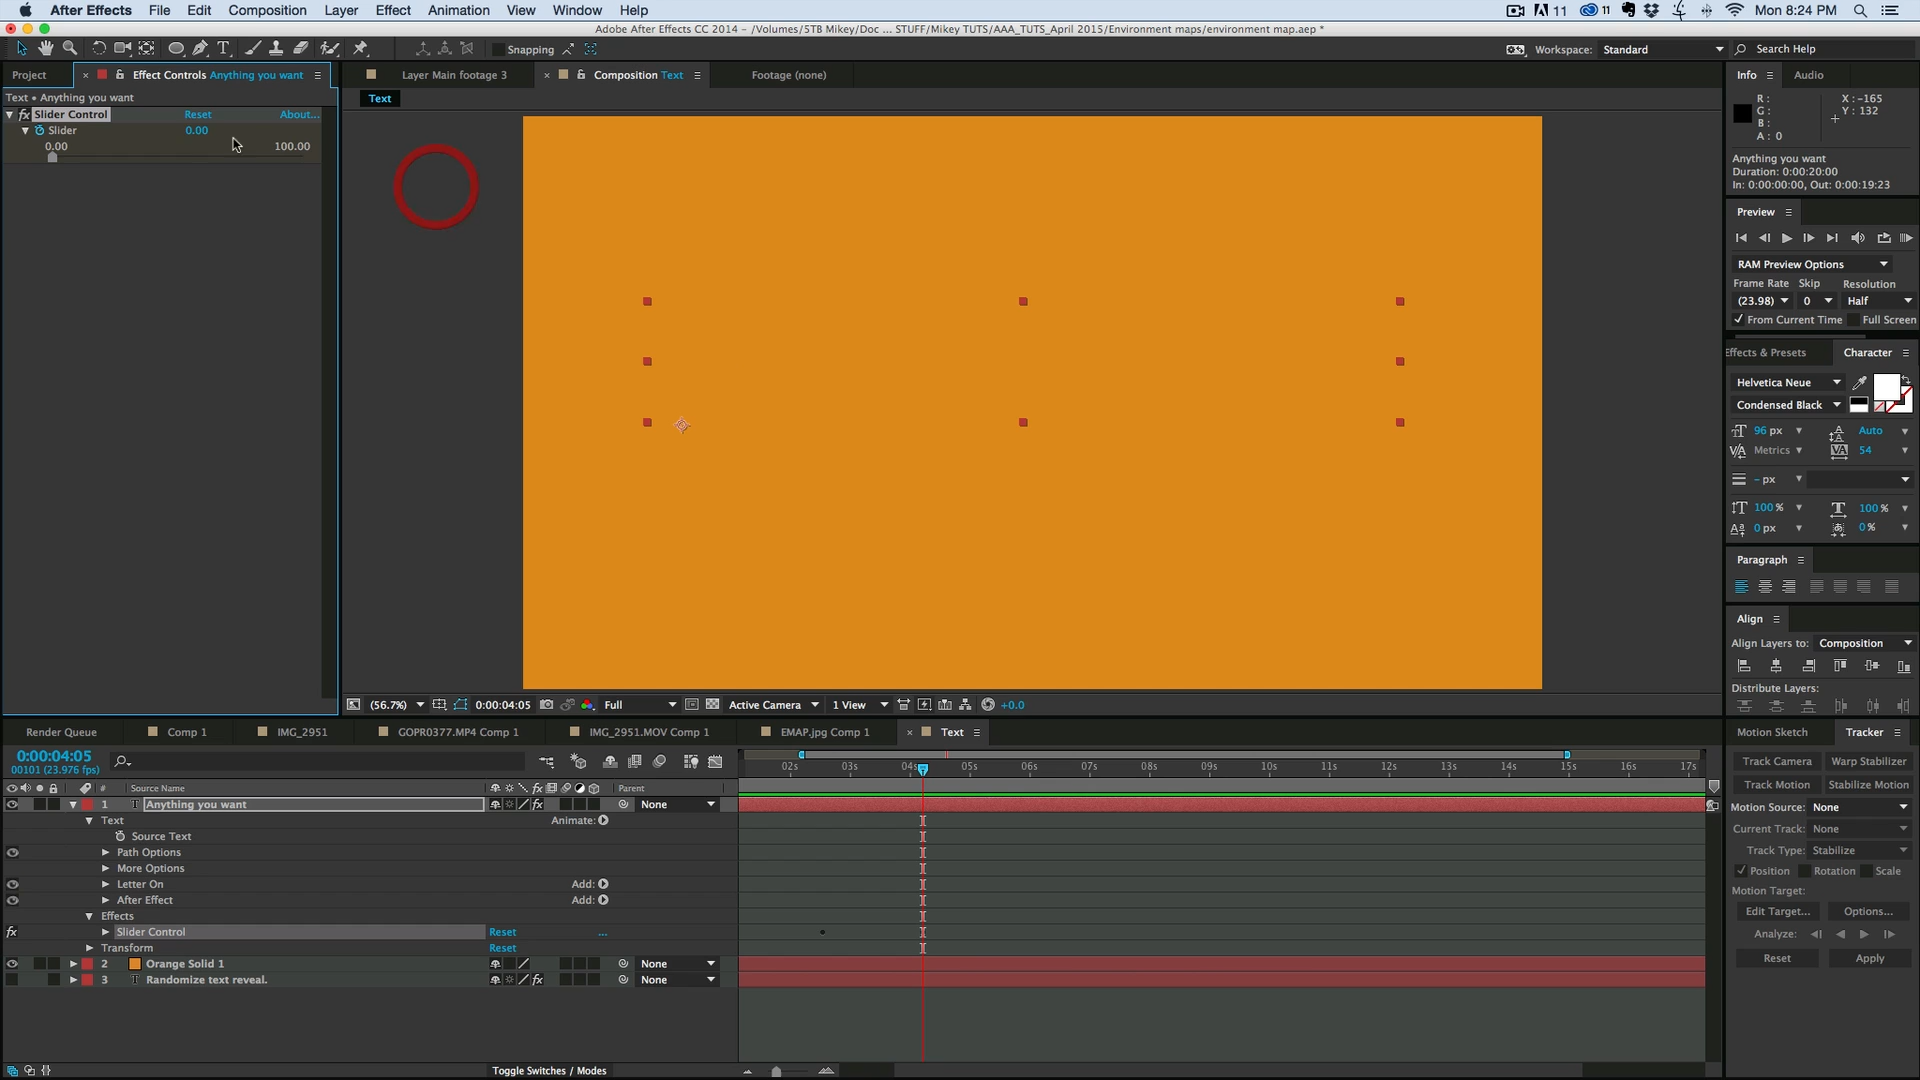 After Effects File Edit Composition Layer Effect Animation View Window Help
11
11
Mon 8:24 PM
Adobe After Effects CC 2014 - /Volumes/5TB Mikey/Doc ... STUFF/Mikey TUTS/AAA_TUTS_April 2015/Environment maps/environment map.aep *
Snapping
Workspace: Standard
Search Help
Project
Effect Controls Anything you want
Layer Main footage 3
Composition Text
Footage (none)
Info
Audio
Text • Anything you want
Text
fx Slider Control Reset About...
Slider 0.00
0.00 100.00
R:
G:
B:
A: 0
X: -165
Y: 132
Anything you want
Duration: 0:00:20:00
In: 0:00:00:00, Out: 0:00:19:23
Preview
RAM Preview Options
Frame Rate Skip Resolution
(23.98) 0 Half
From Current Time Full Screen
Effects & Presets
Character
Helvetica Neue
Condensed Black
96 px Auto
Metrics 54
- px
100 % 100 %
0 px 0 %
Paragraph
Align
Align Layers to: Composition
Distribute Layers:
(56.7%) 0:00:04:05 Full Active Camera 1 View +0.0
Render Queue Comp 1 IMG_2951 GOPR0377.MP4 Comp 1 IMG_2951.MOV Comp 1 EMAP.jpg Comp 1 Text
Motion Sketch
Tracker
0:00:04:05
00101 (23.976 fps)
02s 03s 04s 05s 06s 07s 08s 09s 10s 11s 12s 13s 14s 15s 16s 17s
# Source Name fx Parent
1 T Anything you want fx None
Text Animate:
Source Text
Path Options
More Options
Letter On Add:
After Effect Add:
Effects
fx Slider Control Reset ...
Transform Reset
2 Orange Solid 1 None
3 T Randomize text reveal. fx None
Toggle Switches / Modes
Track Camera Warp Stabilizer
Track Motion Stabilize Motion
Motion Source: None
Current Track: None
Track Type: Stabilize
Position Rotation Scale
Motion Target:
Edit Target... Options...
Analyze:
Reset Apply